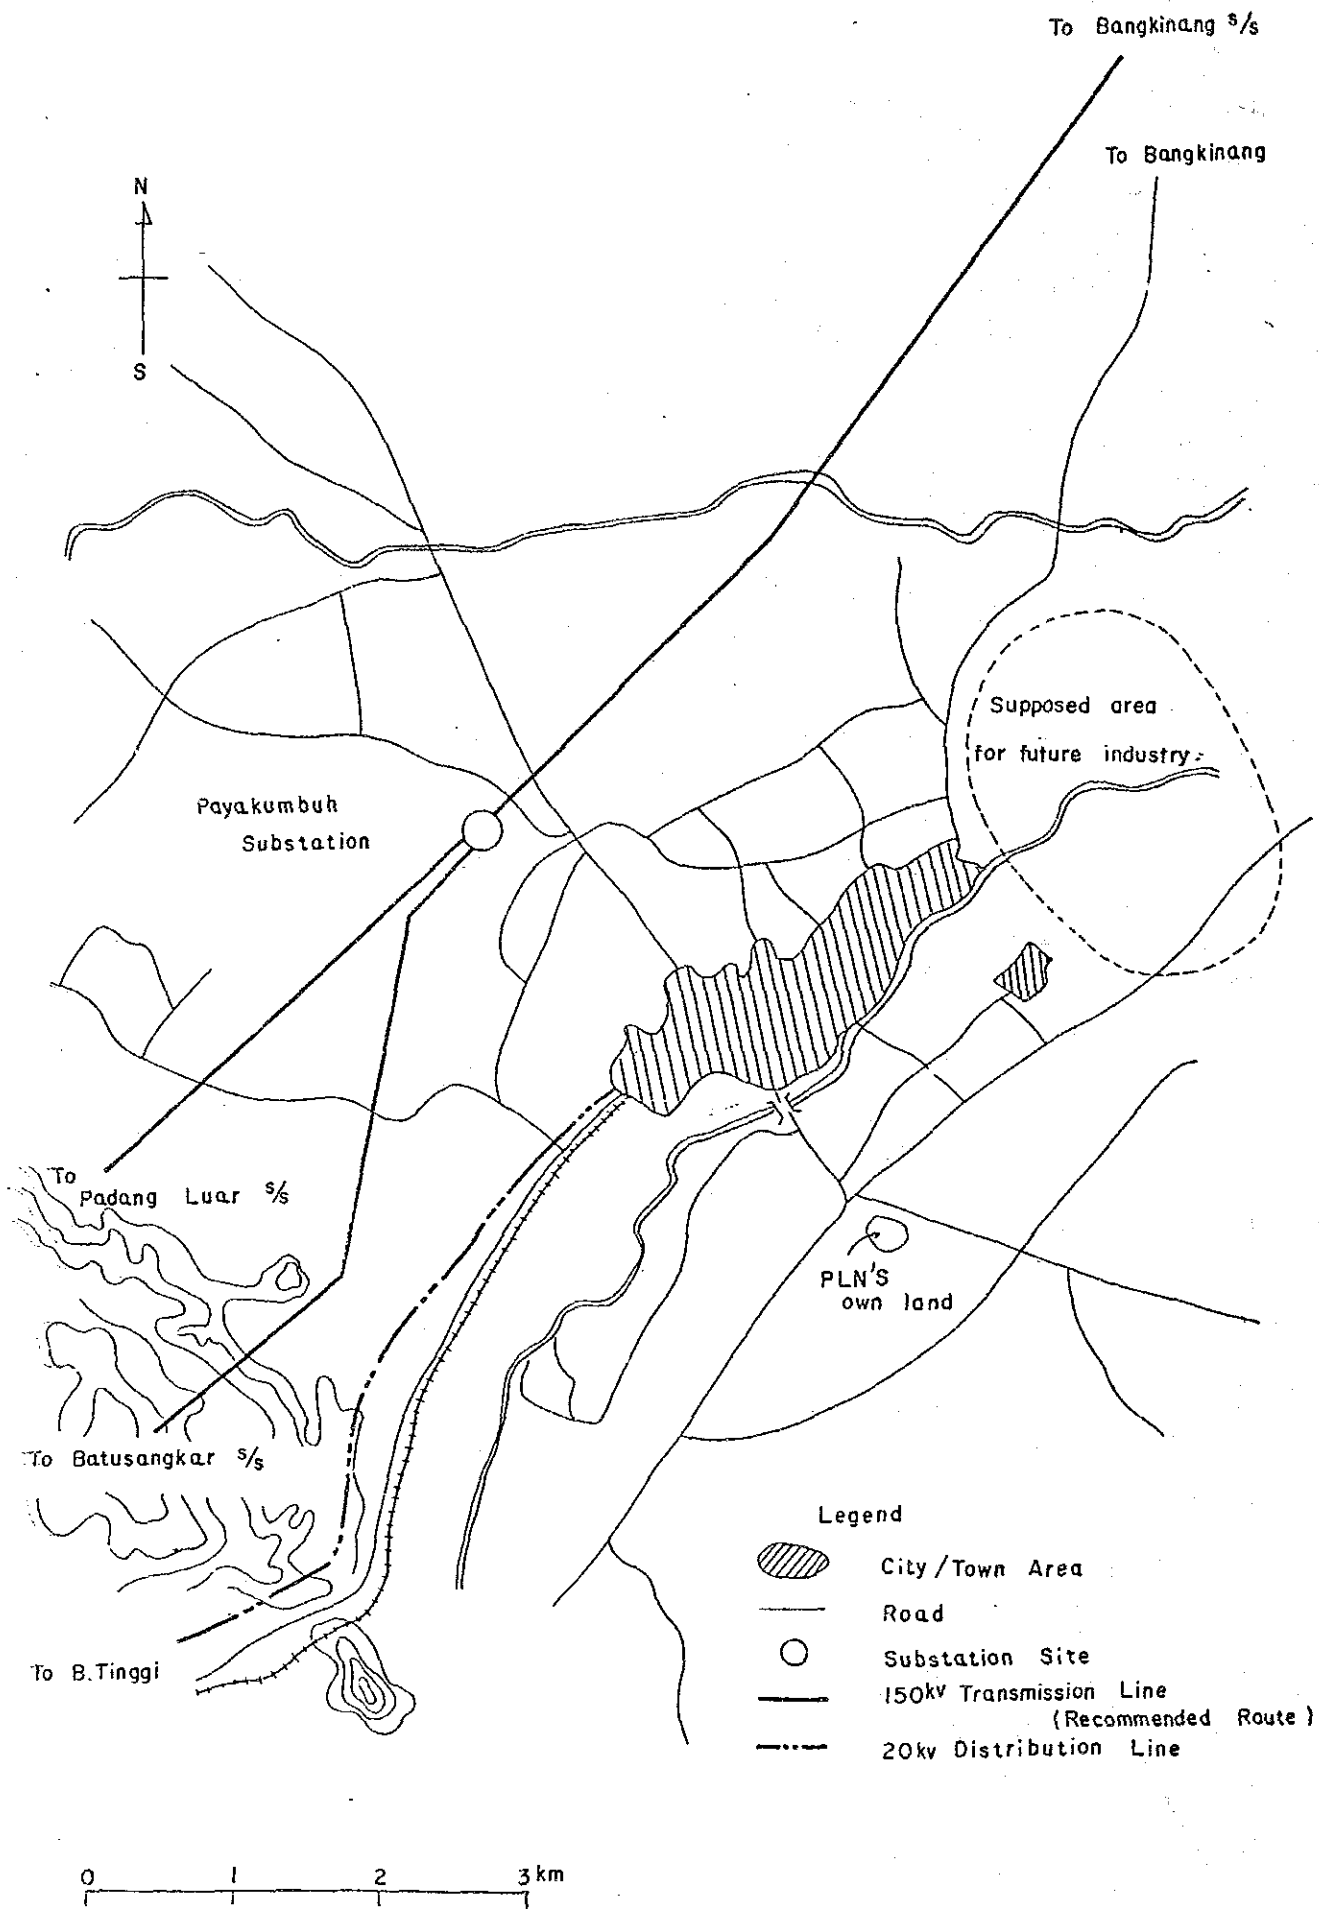 To Bangkinang s/s
To Bangkinang
N
S
Supposed area
for future industry
Payakumbuh
Substation
To
Padang Luar s/s
PLN'S
own land
To Batusangkar s/s
To B.Tinggi
Legend
City/Town Area
Road
Substation Site
150kv Transmission Line
(Recommended Route)
20kv Distribution Line
0 1 2 3km